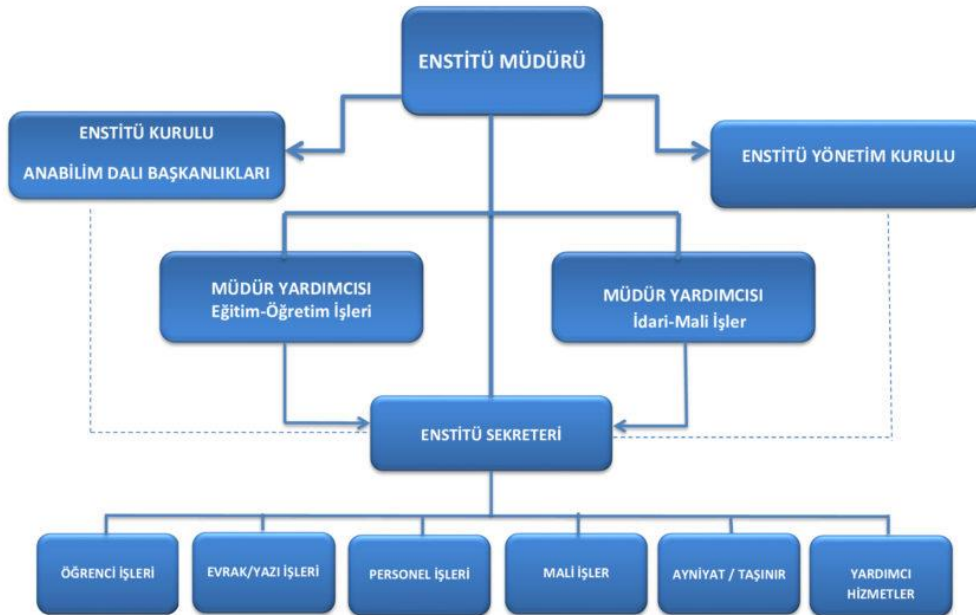 ENSTİTÜ MÜDÜRÜ
ENSTİTÜ KURULU
ANABİLİM DALI BAŞKANLIKLARI
ENSTİTÜ YÖNETİM KURULU
MÜDÜR YARDIMCISI
Eğitim-Öğretim İşleri
MÜDÜR YARDIMCISI
İdari-Mali İşler
ENSTİTÜ SEKRETERİ
ÖĞRENCİ İŞLERİ
EVRAK/YAZI İŞLERİ
PERSONEL İŞLERİ
MALİ İŞLER
AYNİYAT / TAŞINIR
YARDIMCI
HİZMETLER